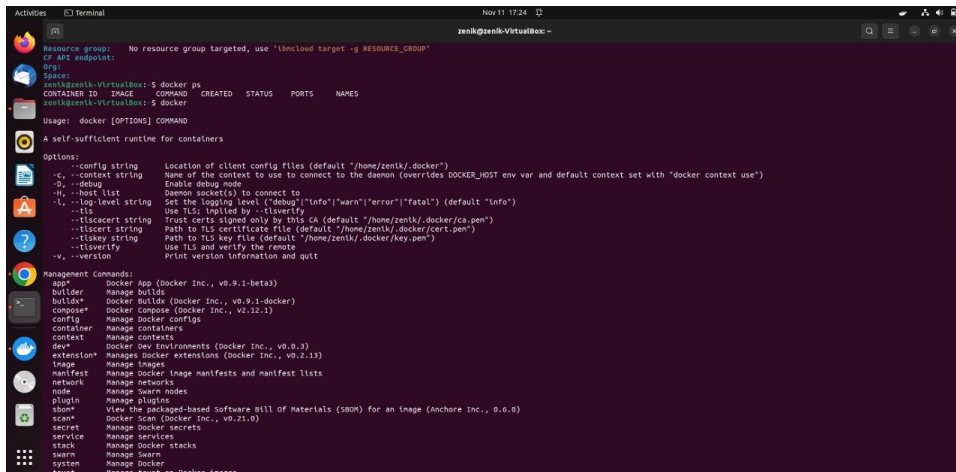 Activities Terminal Nov 11 17:24
zenik@zenik-VirtualBox: ~
Resource group: No resource group targeted, use 'ibmcloud target -g RESOURCE_GROUP'
CF API endpoint:
Org:
Space:
zenik@zenik-VirtualBox:~$ docker ps
CONTAINER ID IMAGE COMMAND CREATED STATUS PORTS NAMES
zenik@zenik-VirtualBox:~$ docker
Usage: docker [OPTIONS] COMMAND
A self-sufficient runtime for containers
Options:
--config string Location of client config files (default "/home/zenik/.docker")
-c, --context string Name of the context to use to connect to the daemon (overrides DOCKER_HOST env var and default context set with "docker context use")
-D, --debug Enable debug mode
-H, --host list Daemon socket(s) to connect to
-l, --log-level string Set the logging level ("debug"|"info"|"warn"|"error"|"fatal") (default "info")
--tls Use TLS; implied by --tlsverify
--tlscacert string Trust certs signed only by this CA (default "/home/zenik/.docker/ca.pem")
--tlscert string Path to TLS certificate file (default "/home/zenik/.docker/cert.pem")
--tlskey string Path to TLS key file (default "/home/zenik/.docker/key.pem")
--tlsverify Use TLS and verify the remote
-v, --version Print version information and quit
Management Commands:
app* Docker App (Docker Inc., v0.9.1-beta3)
builder Manage builds
buildx* Docker Buildx (Docker Inc., v0.9.1-docker)
compose* Docker Compose (Docker Inc., v2.12.1)
config Manage Docker configs
container Manage containers
context Manage contexts
dev* Docker Dev Environments (Docker Inc., v0.0.3)
extension* Manages Docker extensions (Docker Inc., v0.2.13)
image Manage images
manifest Manage Docker image manifests and manifest lists
network Manage networks
node Manage Swarm nodes
plugin Manage plugins
sbom* View the packaged-based Software Bill Of Materials (SBOM) for an image (Anchore Inc., 0.6.0)
scan* Docker Scan (Docker Inc., v0.21.0)
secret Manage Docker secrets
service Manage services
stack Manage Docker stacks
swarm Manage Swarm
system Manage Docker
trust Manage trust on Docker images